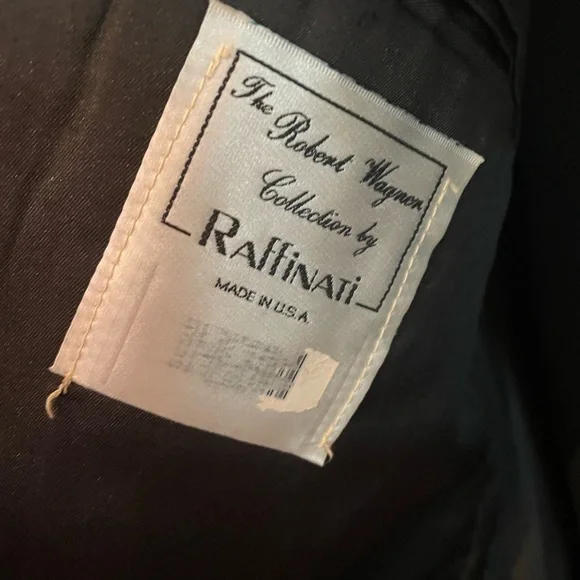 The Robert Wagner
Collection by
RAffiNATi
MADE IN U.S.A.